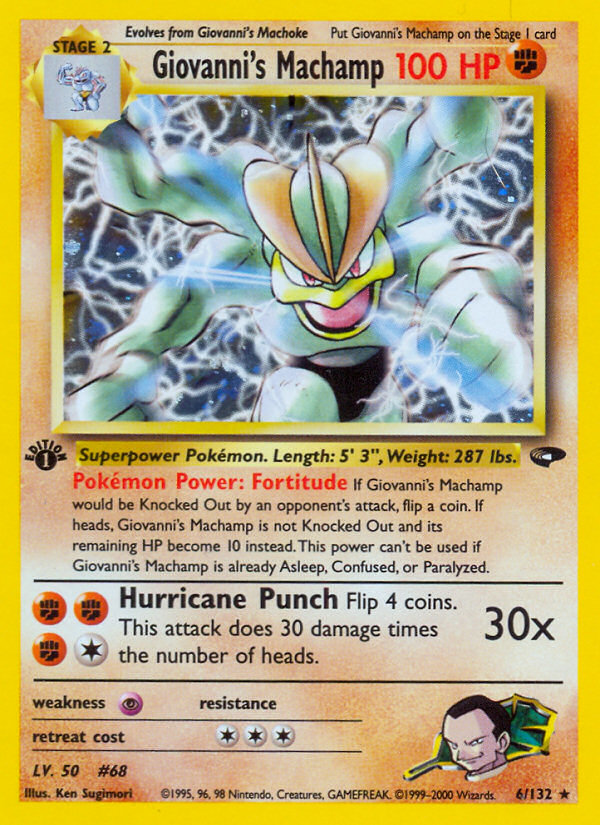 Evolves from Giovanni's Machoke Put Giovanni's Machamp on the Stage 1 card
STAGE 2
Giovanni's Machamp 100 HP
EDITION
1
Superpower Pokémon. Length: 5' 3", Weight: 287 lbs.
Pokémon Power: Fortitude If Giovanni's Machamp
would be Knocked Out by an opponent's attack, flip a coin. If
heads, Giovanni's Machamp is not Knocked Out and its
remaining HP become 10 instead. This power can't be used if
Giovanni's Machamp is already Asleep, Confused, or Paralyzed.
Hurricane Punch Flip 4 coins.
This attack does 30 damage times
the number of heads.
30x
weakness resistance
retreat cost
LV. 50 #68
Illus. Ken Sugimori ©1995, 96, 98 Nintendo, Creatures, GAMEFREAK. ©1999-2000 Wizards. 6/132 ★